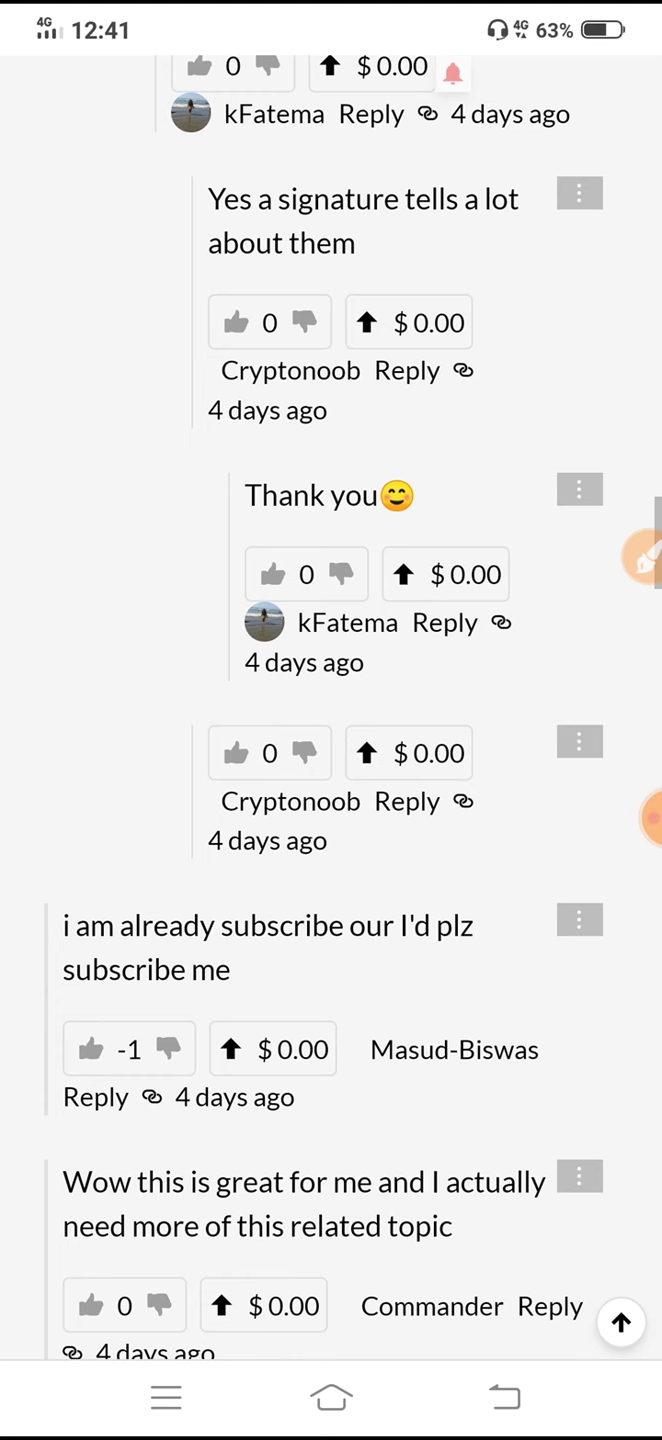 4G 12:41 4G 63%
0 $ 0.00
kFatema Reply 4 days ago
Yes a signature tells a lot
about them
0 $ 0.00
Cryptonoob Reply
4 days ago
Thank you😊
0 $ 0.00
kFatema Reply
4 days ago
0 $ 0.00
Cryptonoob Reply
4 days ago
i am already subscribe our I'd plz
subscribe me
-1 $ 0.00 Masud-Biswas
Reply 4 days ago
Wow this is great for me and I actually
need more of this related topic
0 $ 0.00 Commander Reply
4 days ago